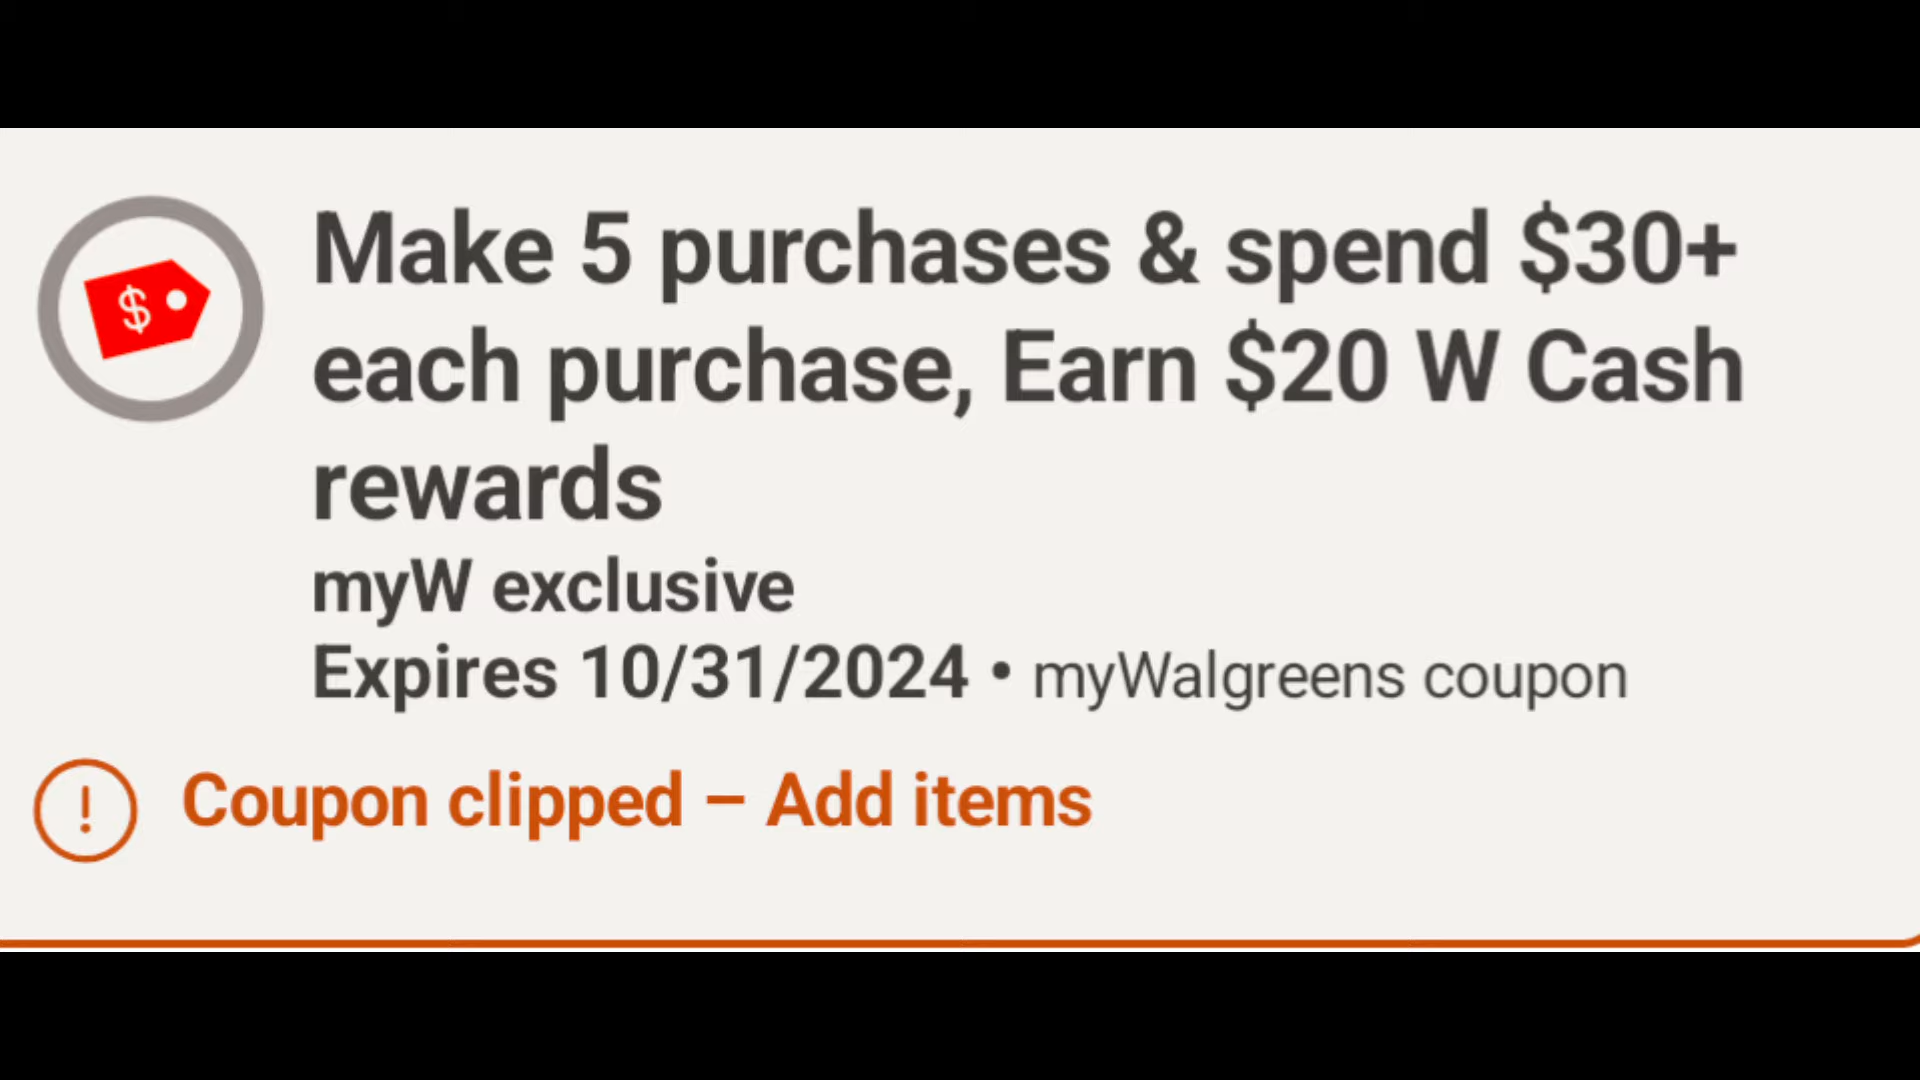 $
Make 5 purchases & spend $30+
each purchase, Earn $20 W Cash
rewards
myW exclusive
Expires 10/31/2024 • myWalgreens coupon
! Coupon clipped – Add items